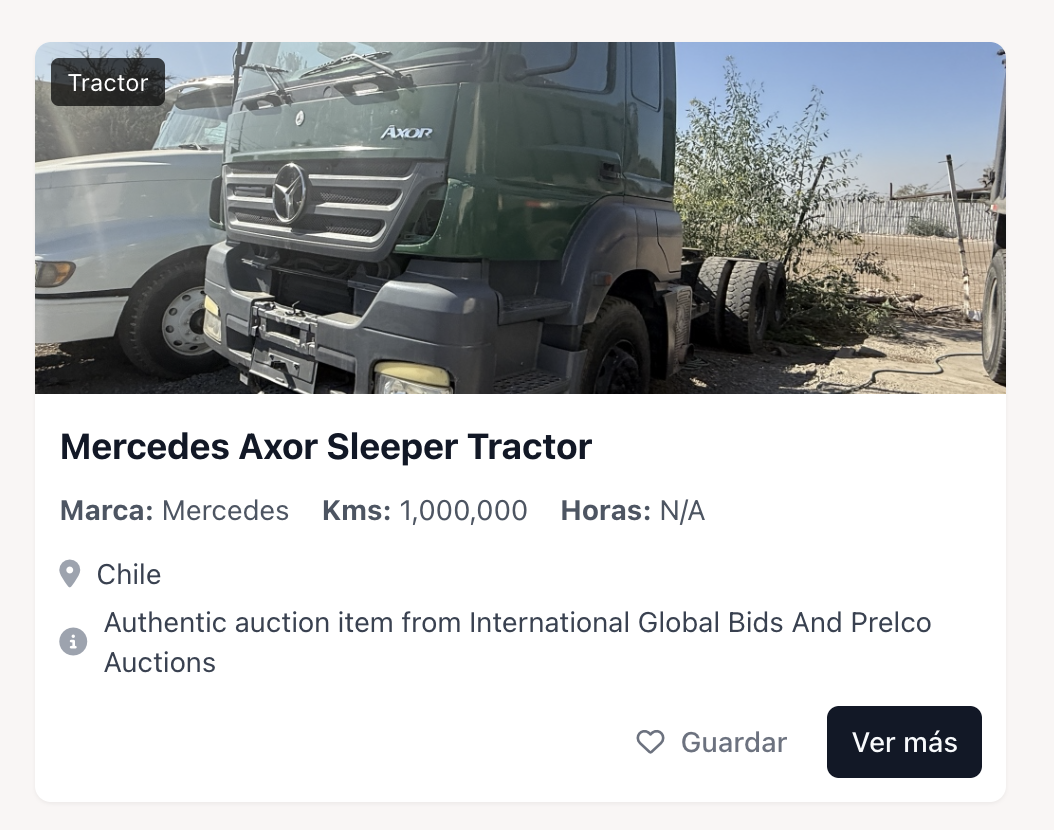 Tractor
AXOR
Mercedes Axor Sleeper Tractor
Marca: Mercedes Kms: 1,000,000 Horas: N/A
Chile
Authentic auction item from International Global Bids And Prelco
Auctions
Guardar Ver más